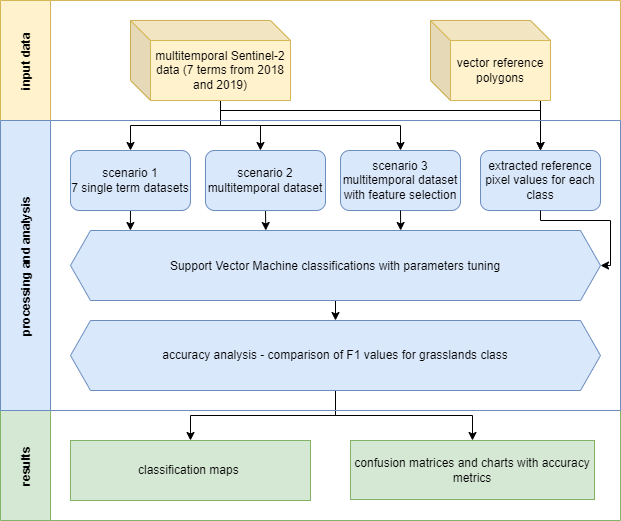 input data
multitemporal Sentinel-2
data (7 terms from 2018
and 2019)
vector reference
polygons
processing and analysis
scenario 1
7 single term datasets
scenario 2
multitemporal dataset
scenario 3
multitemporal dataset
with feature selection
extracted reference
pixel values for each
class
Support Vector Machine classifications with parameters tuning
accuracy analysis - comparison of F1 values for grasslands class
results
classification maps
confusion matrices and charts with accuracy
metrics